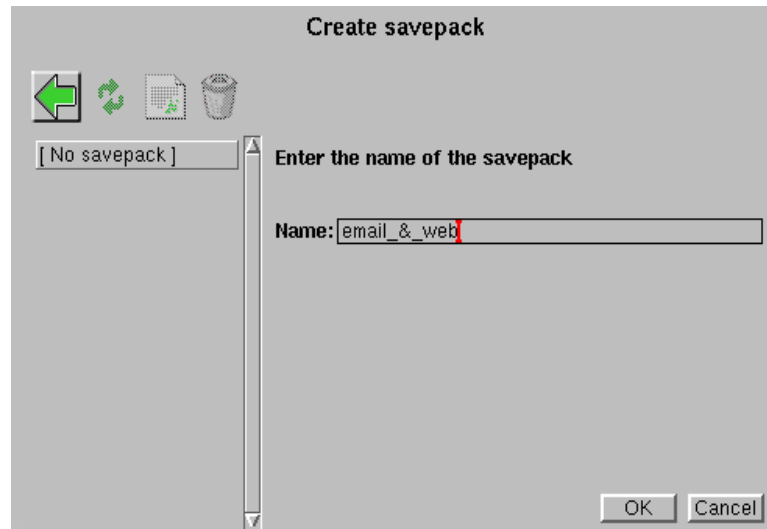 Create savepack
[ No savepack ]
Enter the name of the savepack
Name: email_&_web
OK Cancel